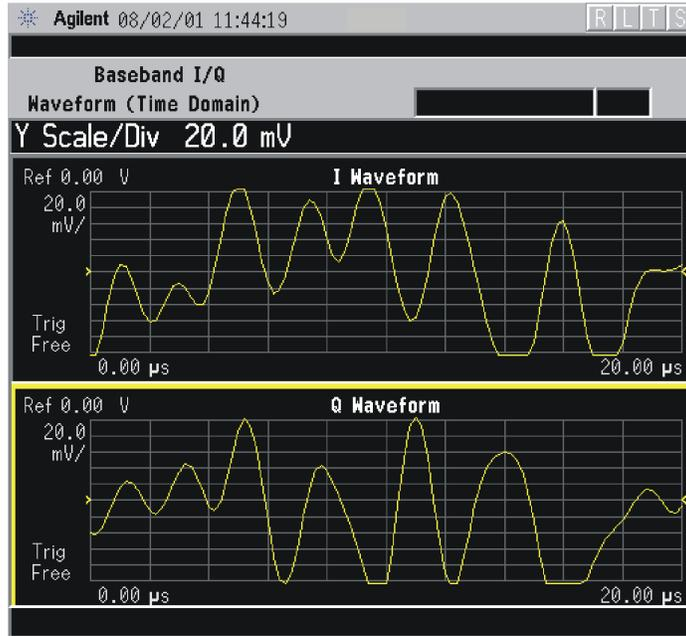 Agilent 08/02/01 11:44:19 R L T S
Baseband I/Q
Waveform (Time Domain)
Y Scale/Div 20.0 mV
Ref 0.00 V I Waveform
20.0
mV/
Trig
Free
0.00 µs 20.00 µs
Ref 0.00 V Q Waveform
20.0
mV/
Trig
Free
0.00 µs 20.00 µs